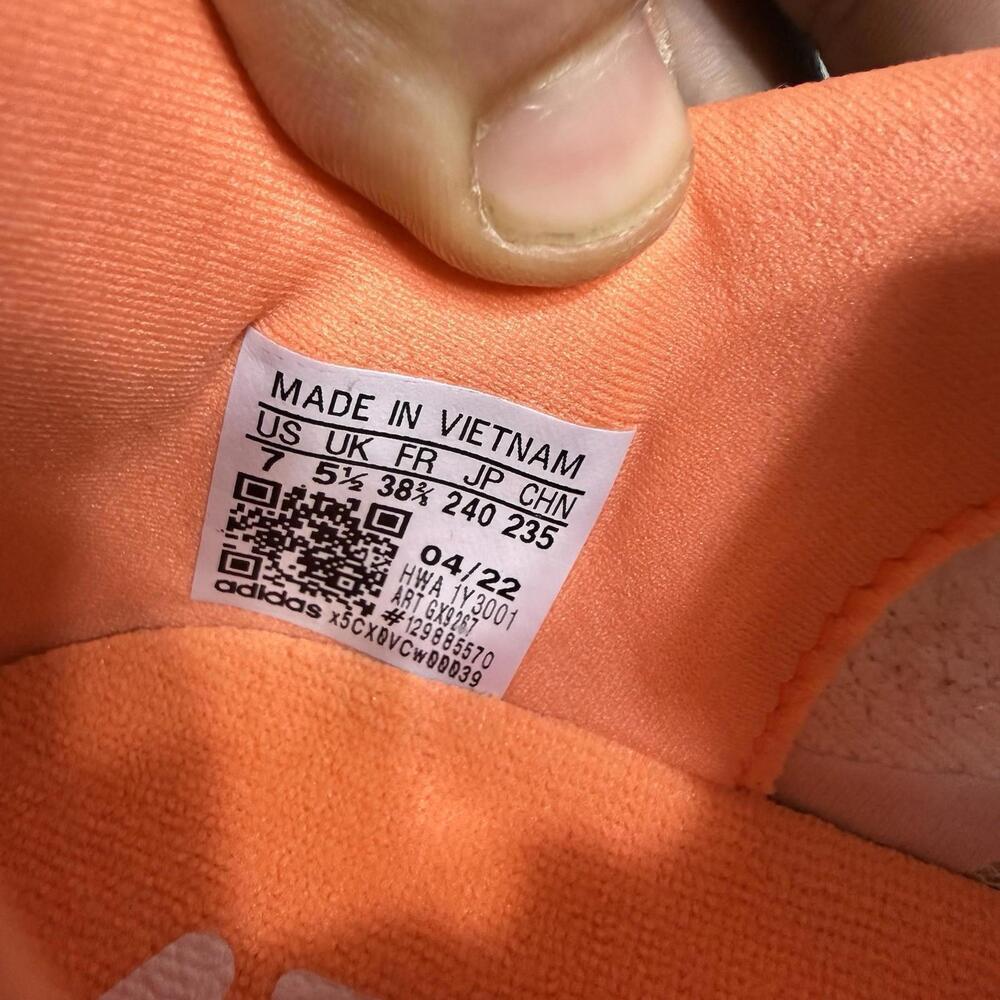 MADE IN VIETNAM
US UK FR JP CHN
7 5½ 38⅔ 240 235
04/22
HWA 1Y3001
ART GX9267
#129885570
adidas x5CX0VCw00039